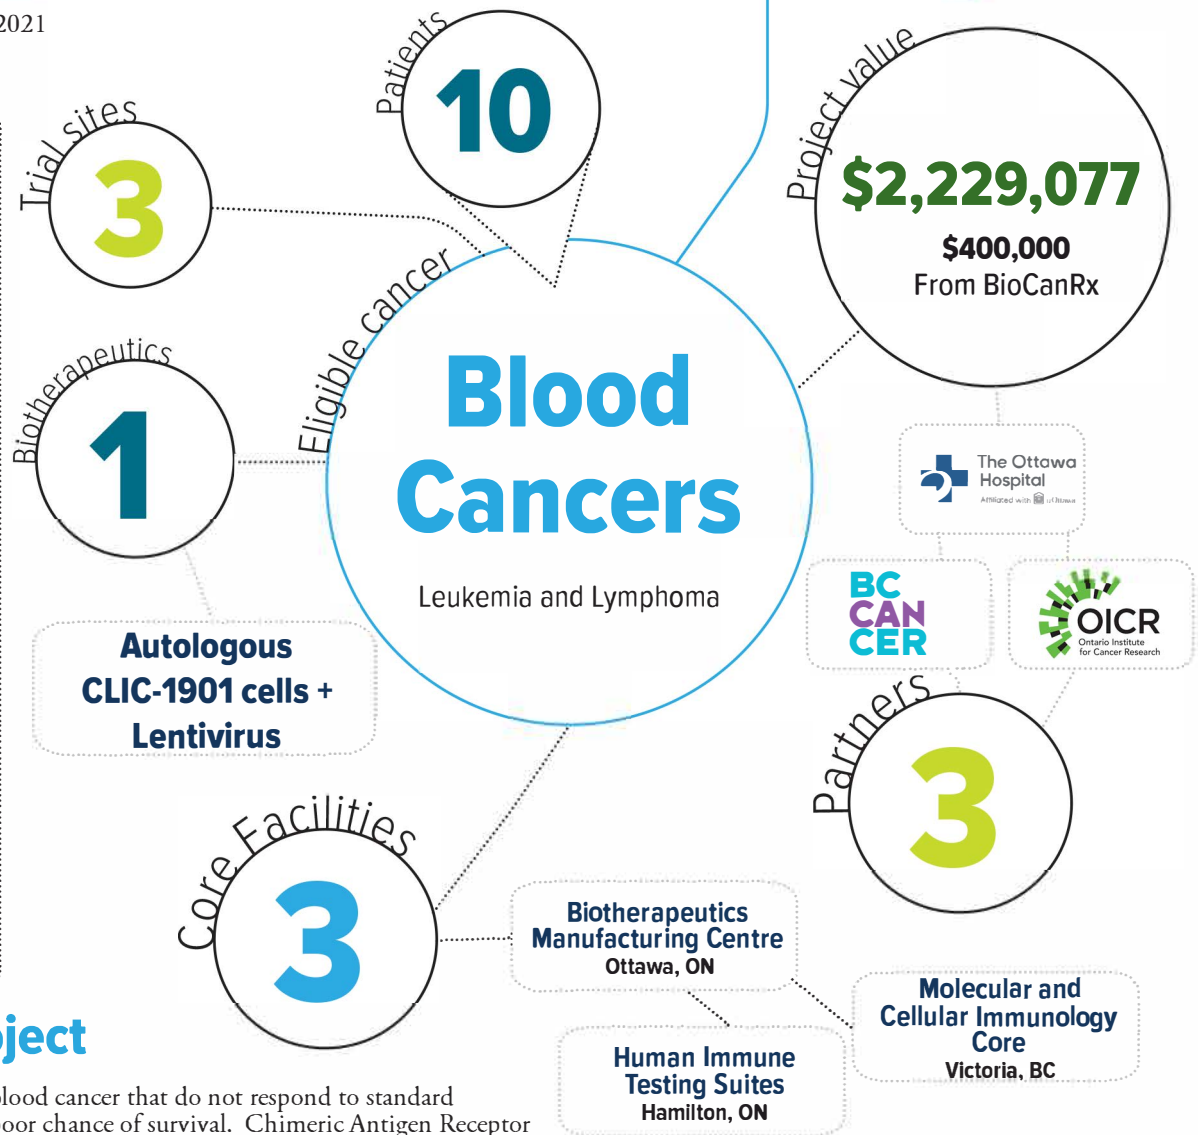 2021
Patients
10
Trial sites
3
Project value
$2,229,077
$400,000
From BioCanRx
Eligible cancer
Blood
Cancers
Leukemia and Lymphoma
Biotherapeutics
1
Autologous
CLIC-1901 cells +
Lentivirus
The Ottawa
Hospital
Affiliated with
BC
CAN
CER
OICR
Ontario Institute
for Cancer Research
Partners
3
Core Facilities
3
Biotherapeutics
Manufacturing Centre
Ottawa, ON
Molecular and
Cellular Immunology
Core
Victoria, BC
Human Immune
Testing Suites
Hamilton, ON
ject
lood cancer that do not respond to standard
oor chance of survival. Chimeric Antigen Receptor